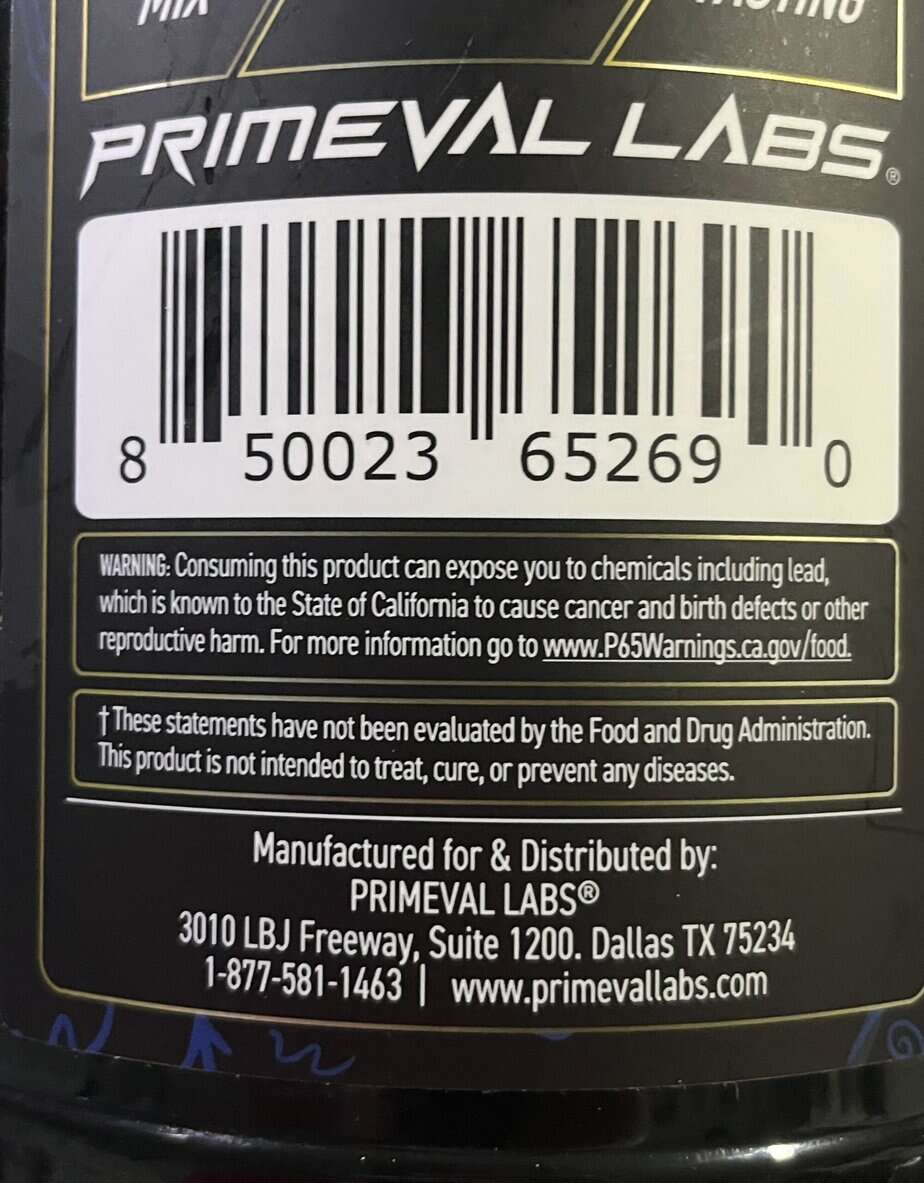 MIX
PRIMEVAL LABS®
8 50023 65269 0
WARNING: Consuming this product can expose you to chemicals including lead,
which is known to the State of California to cause cancer and birth defects or other
reproductive harm. For more information go to www.P65Warnings.ca.gov/food.
† These statements have not been evaluated by the Food and Drug Administration.
This product is not intended to treat, cure, or prevent any diseases.
Manufactured for & Distributed by:
PRIMEVAL LABS®
3010 LBJ Freeway, Suite 1200. Dallas TX 75234
1-877-581-1463 | www.primevallabs.com